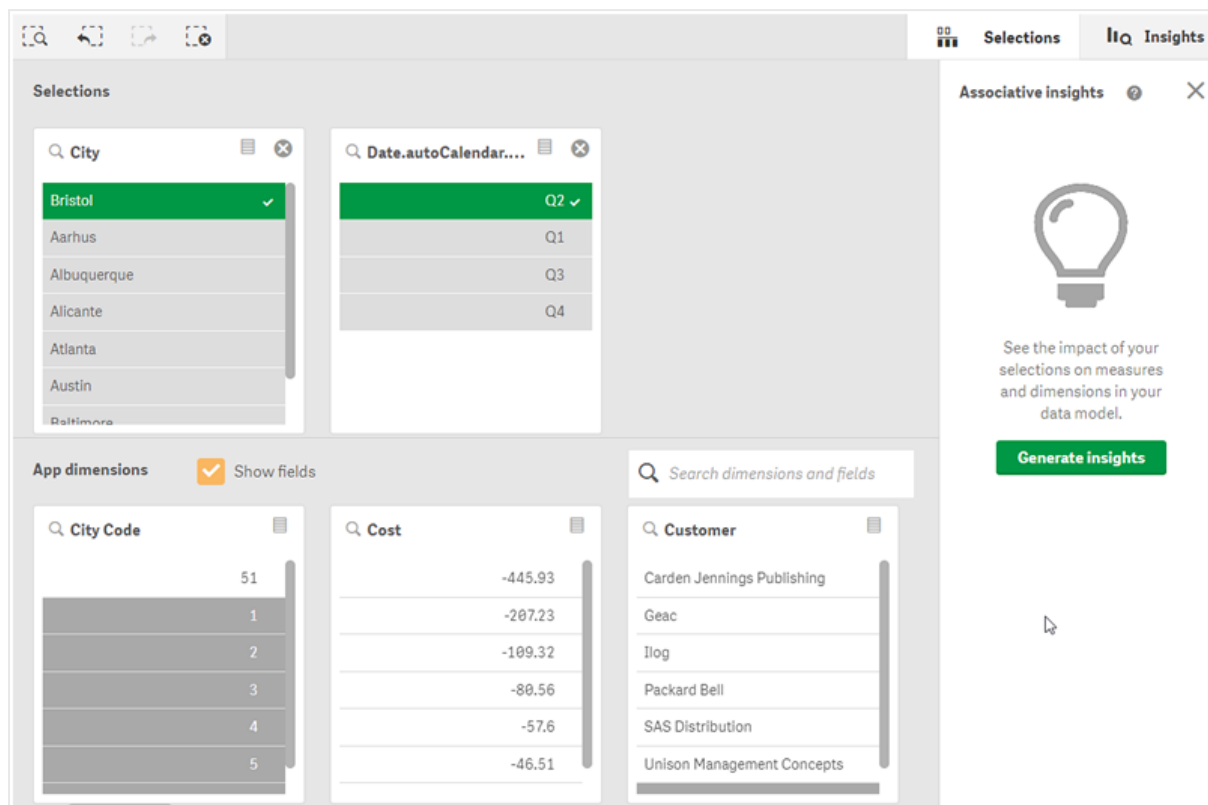 Selections
Insights
Selections
Associative insights
City
Date.autoCalendar....
Bristol
Aarhus
Albuquerque
Alicante
Atlanta
Austin
Baltimore
Q2
Q1
Q3
Q4
See the impact of your
selections on measures
and dimensions in your
data model.
Generate insights
App dimensions
Show fields
Search dimensions and fields
City Code
51
1
2
3
4
5
Cost
-445.93
-207.23
-109.32
-80.56
-57.6
-46.51
Customer
Carden Jennings Publishing
Geac
Ilog
Packard Bell
SAS Distribution
Unison Management Concepts